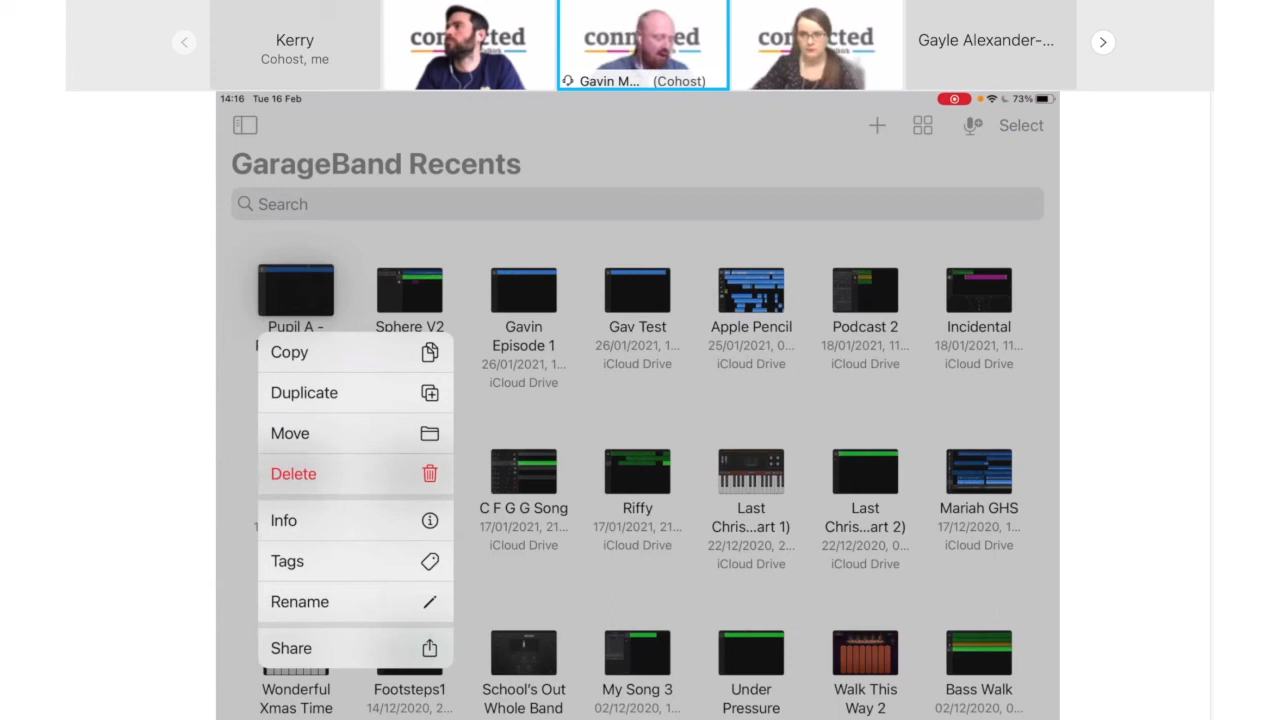 Kerry
Cohost, me
connected
connected
connected
Gavin M... (Cohost)
Gayle Alexander-...
14:16 Tue 16 Feb
73%
Select
GarageBand Recents
Search
Pupil A -
Sphere V2
Gavin
Episode 1
26/01/2021, 1...
iCloud Drive
Gav Test
26/01/2021, 1...
iCloud Drive
Apple Pencil
25/01/2021, 0...
iCloud Drive
Podcast 2
18/01/2021, 11...
iCloud Drive
Incidental
18/01/2021, 11...
iCloud Drive
Copy
Duplicate
Move
Delete
Info
Tags
Rename
Share
C F G G Song
17/01/2021, 21...
iCloud Drive
Riffy
17/01/2021, 21...
iCloud Drive
Last
Chris...art 1)
22/12/2020, 2...
iCloud Drive
Last
Chris...art 2)
22/12/2020, 0...
iCloud Drive
Mariah GHS
17/12/2020, 10...
iCloud Drive
Wonderful
Xmas Time
Footsteps1
14/12/2020, 2...
School's Out
Whole Band
My Song 3
02/12/2020, 1...
Under
Pressure
Walk This
Way 2
Bass Walk
02/12/2020, 0...